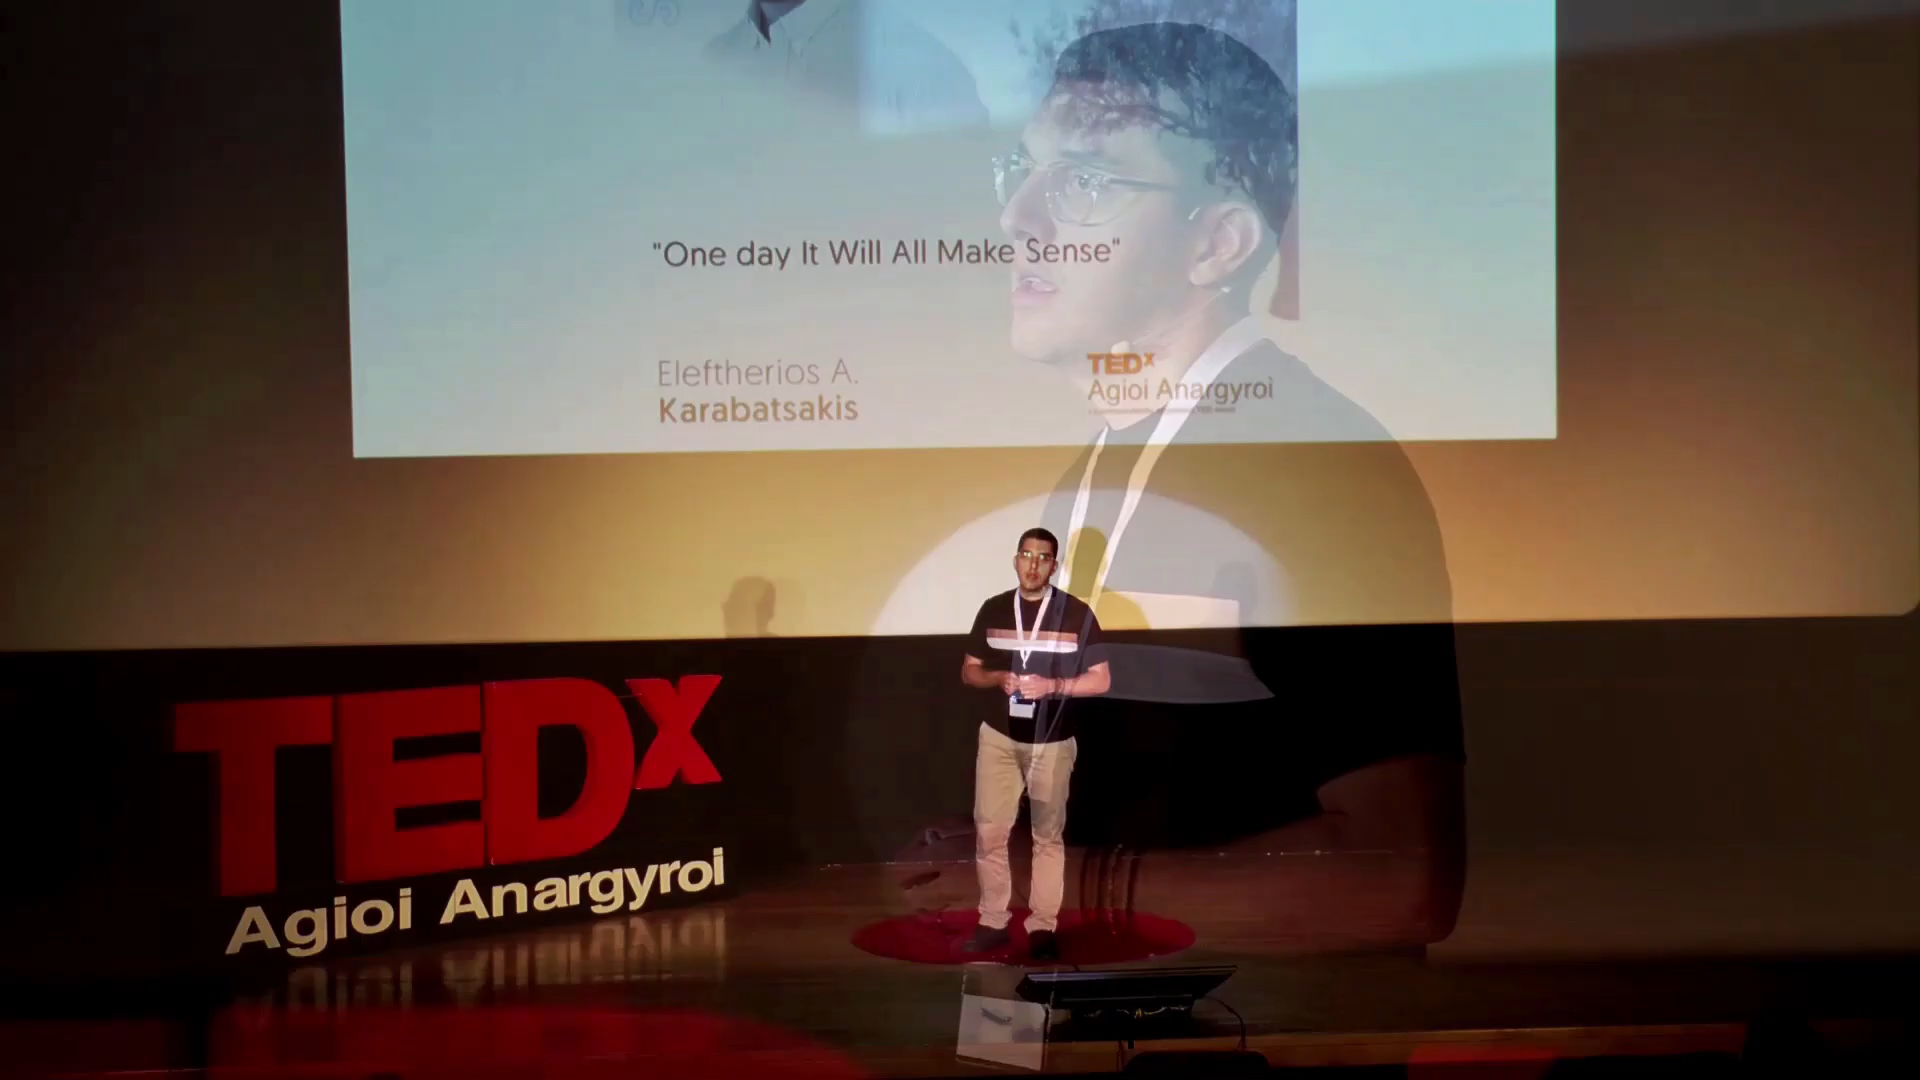 "One day It Will All Make Sense"
Eleftherios A.
Karabatsakis
TEDx
Agioi Anargyroi
TEDx
Agioi Anargyroi